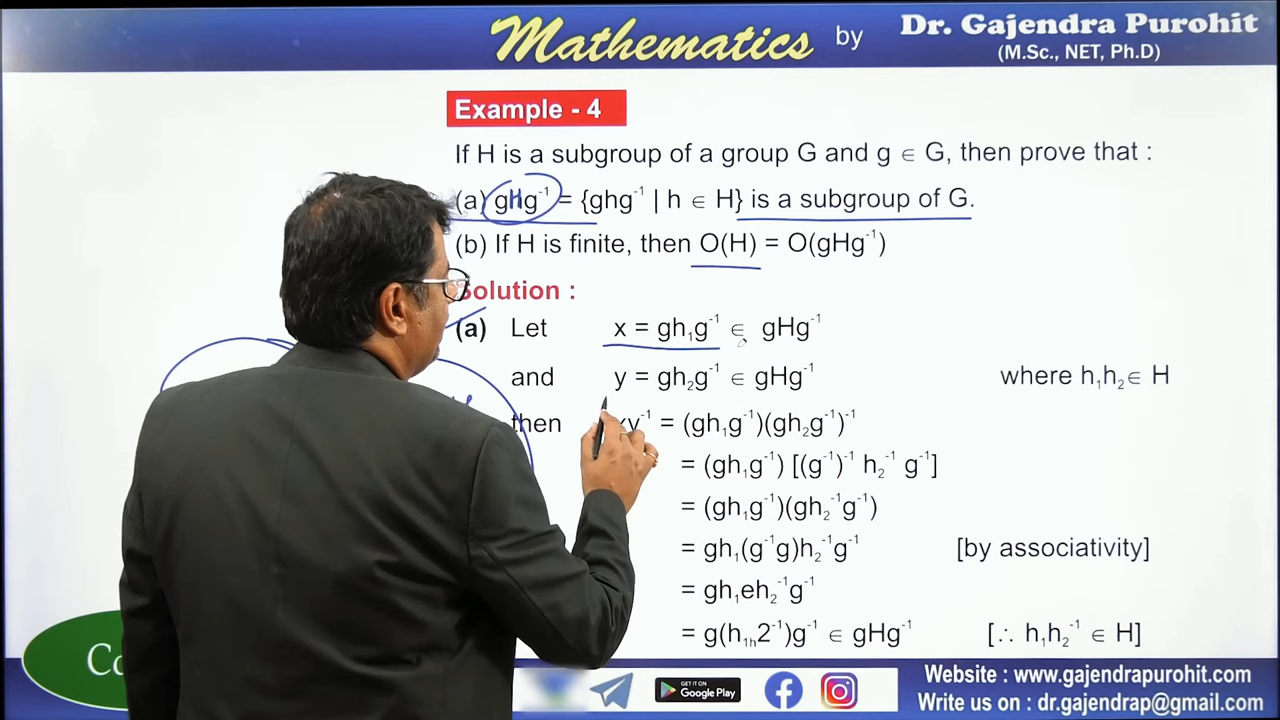 Mathematics by Dr. Gajendra Purohit
(M.Sc., NET, Ph.D)
Example - 4
If H is a subgroup of a group G and g ∈ G, then prove that :
(a) gHg⁻¹ = {ghg⁻¹ | h ∈ H} is a subgroup of G.
(b) If H is finite, then O(H) = O(gHg⁻¹)
Solution :
(a) Let x = gh₁g⁻¹ ∈ gHg⁻¹
and y = gh₂g⁻¹ ∈ gHg⁻¹ where h₁h₂ ∈ H
then xy⁻¹ = (gh₁g⁻¹)(gh₂g⁻¹)⁻¹
= (gh₁g⁻¹) [(g⁻¹)⁻¹ h₂⁻¹ g⁻¹]
= (gh₁g⁻¹)(gh₂⁻¹g⁻¹)
= gh₁(g⁻¹g)h₂⁻¹g⁻¹ [by associativity]
= gh₁eh₂⁻¹g⁻¹
= g(h₁ₕ2⁻¹)g⁻¹ ∈ gHg⁻¹ [∴ h₁h₂⁻¹ ∈ H]
GET IT ON
Google Play
Website : www.gajendrapurohit.com
Write us on : dr.gajendrap@gmail.com